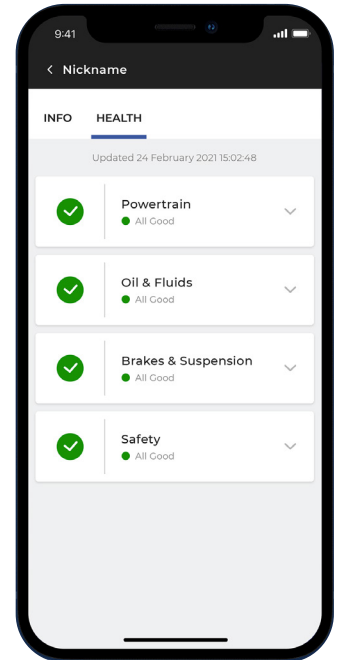 9:41
Nickname
INFO HEALTH
Updated 24 February 2021 15:02:48
Powertrain
All Good
Oil & Fluids
All Good
Brakes & Suspension
All Good
Safety
All Good